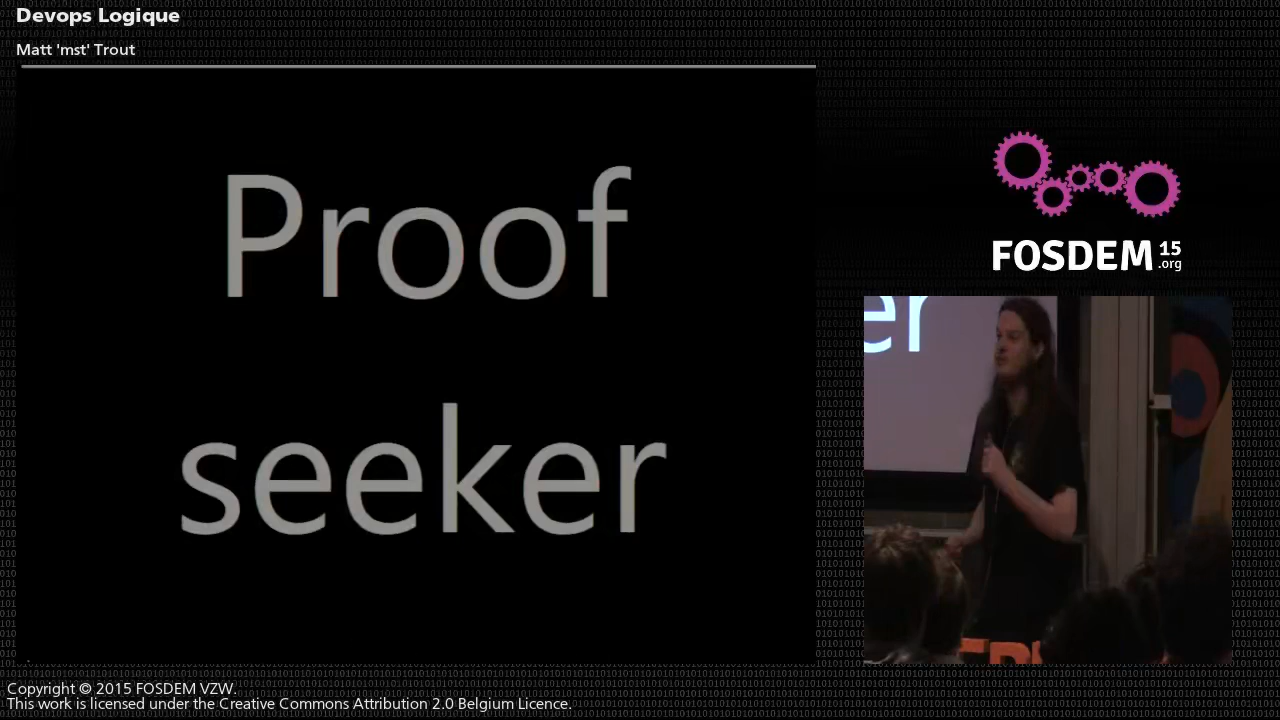 Devops Logique
Matt 'mst' Trout
Proof
seeker
FOSDEM 15
.org
er
Copyright © 2015 FOSDEM VZW.
This work is licensed under the Creative Commons Attribution 2.0 Belgium Licence.